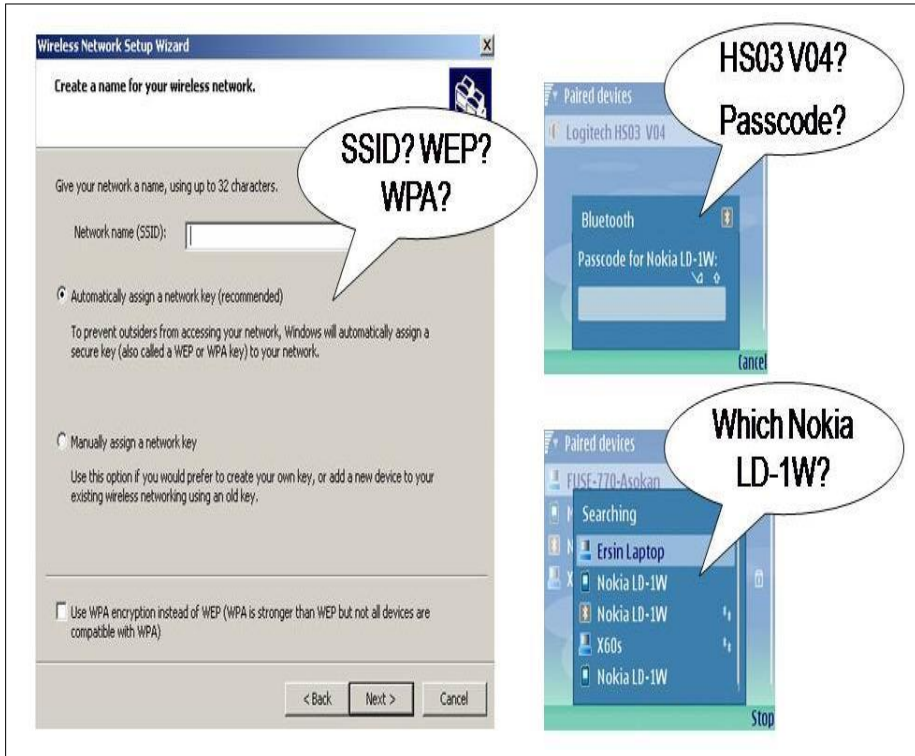 Wireless Network Setup Wizard
Create a name for your wireless network.
SSID? WEP?
WPA?
Give your network a name, using up to 32 characters.
Network name (SSID):
Automatically assign a network key (recommended)
To prevent outsiders from accessing your network, Windows will automatically assign a
secure key (also called a WEP or WPA key) to your network.
Manually assign a network key
Use this option if you would prefer to create your own key, or add a new device to your
existing wireless networking using an old key.
Use WPA encryption instead of WEP (WPA is stronger than WEP but not all devices are
compatible with WPA)
< Back
Next >
Cancel
HS03 V04?
Passcode?
Paired devices
Logitech HS03 V04
Bluetooth
Passcode for Nokia LD-1W:
Cancel
Which Nokia
LD-1W?
Paired devices
FUSE-770-Asokan
Searching
Ersin Laptop
Nokia LD-1W
Nokia LD-1W
X60s
Nokia LD-1W
Stop